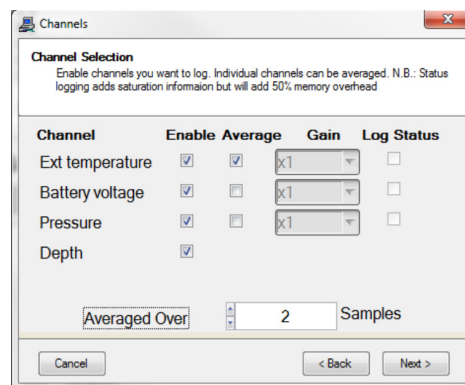 Channels
Channel Selection
Enable channels you want to log. Individual channels can be averaged. N.B.: Status
logging adds saturation informaion but will add 50% memory overhead
Channel Enable Average Gain Log Status
Ext temperature x1
Battery voltage x1
Pressure x1
Depth
Averaged Over 2 Samples
Cancel < Back Next >